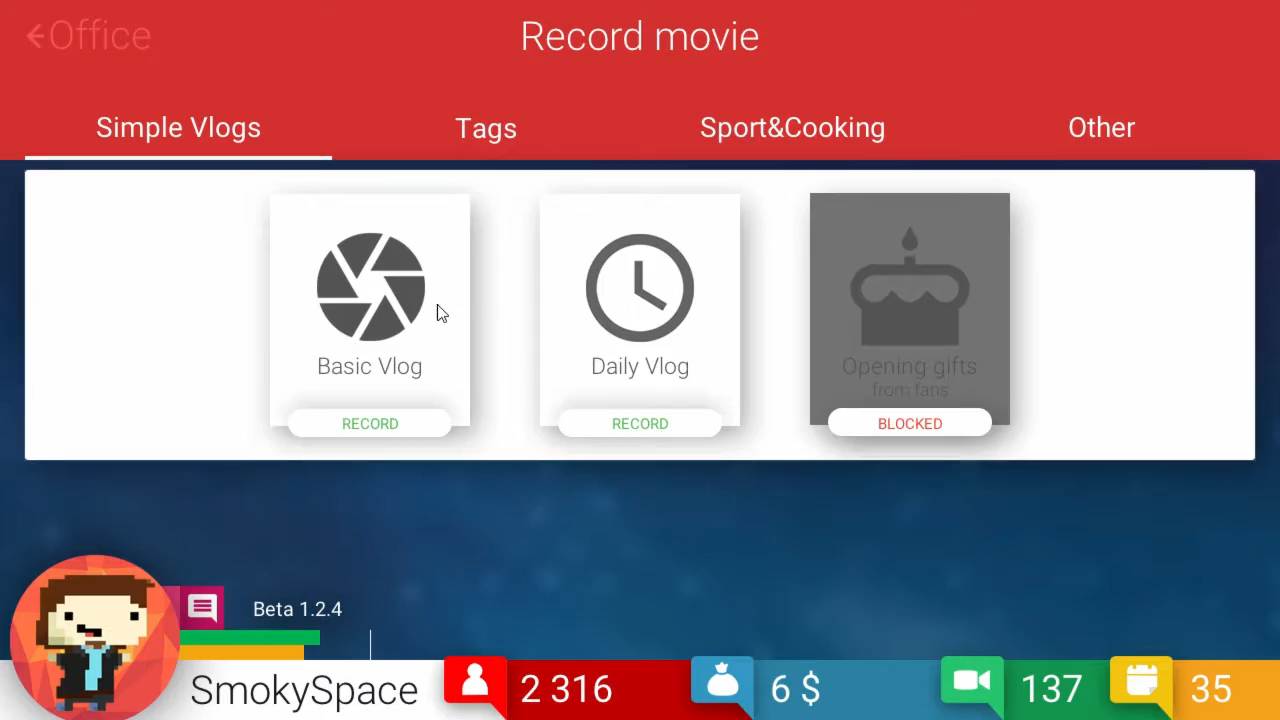 Office
Record movie
Simple Vlogs
Tags
Sport&Cooking
Other
Basic Vlog
RECORD
Daily Vlog
RECORD
Opening gifts
from fans
BLOCKED
Beta 1.2.4
SmokySpace
2 316
6 $
137
35